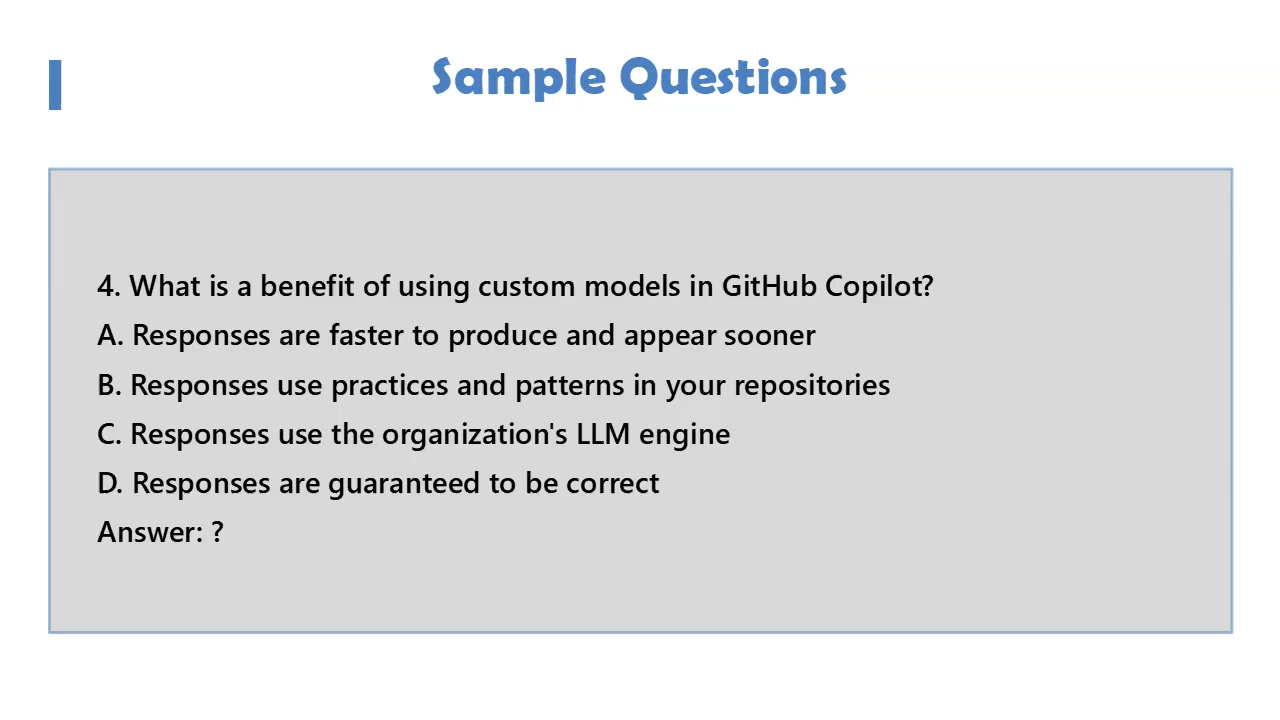 Sample Questions
4. What is a benefit of using custom models in GitHub Copilot?
A. Responses are faster to produce and appear sooner
B. Responses use practices and patterns in your repositories
C. Responses use the organization's LLM engine
D. Responses are guaranteed to be correct
Answer: ?